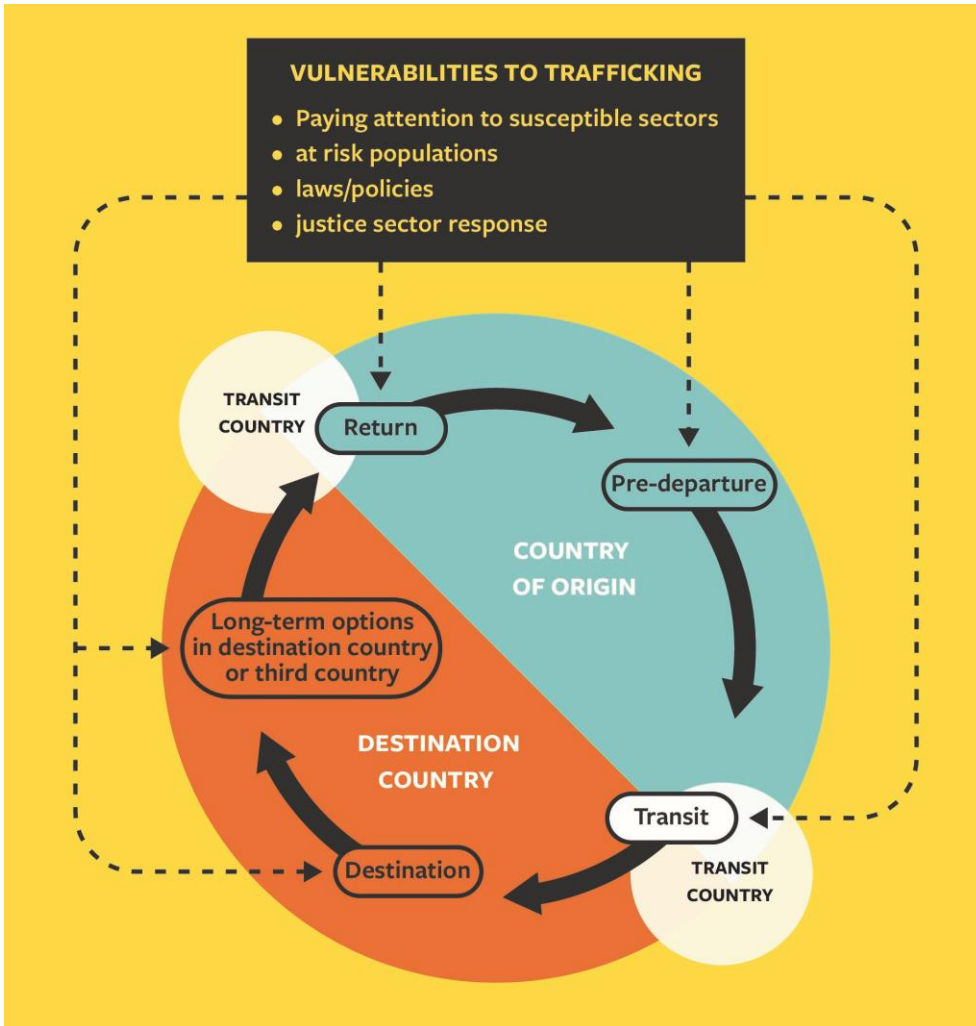 VULNERABILITIES TO TRAFFICKING
• Paying attention to susceptible sectors
• at risk populations
• laws/policies
• justice sector response
TRANSIT
COUNTRY
Return
Pre-departure
COUNTRY
OF ORIGIN
Long-term options
in destination country
or third country
DESTINATION
COUNTRY
Transit
Destination
TRANSIT
COUNTRY